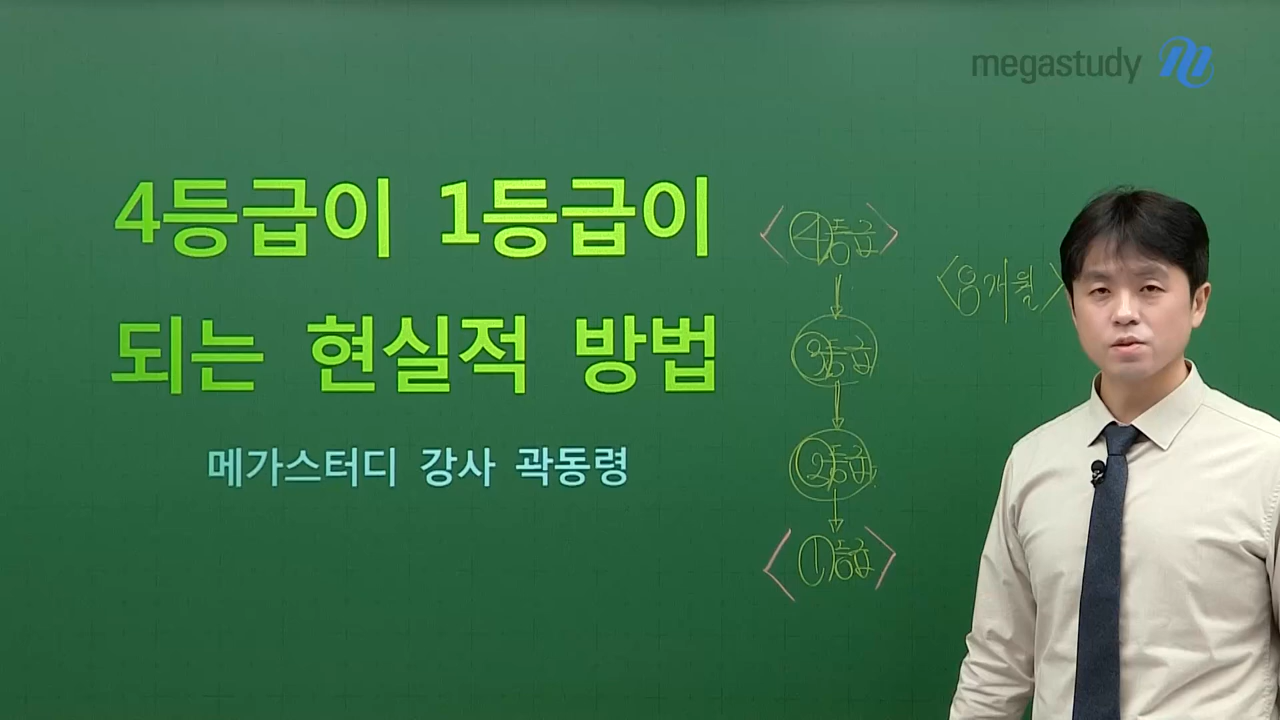 megastudy
4등급이 1등급이
되는 현실적 방법
메가스터디 강사 곽동령
④등급
③등급
②등급
①등급
<8개월>